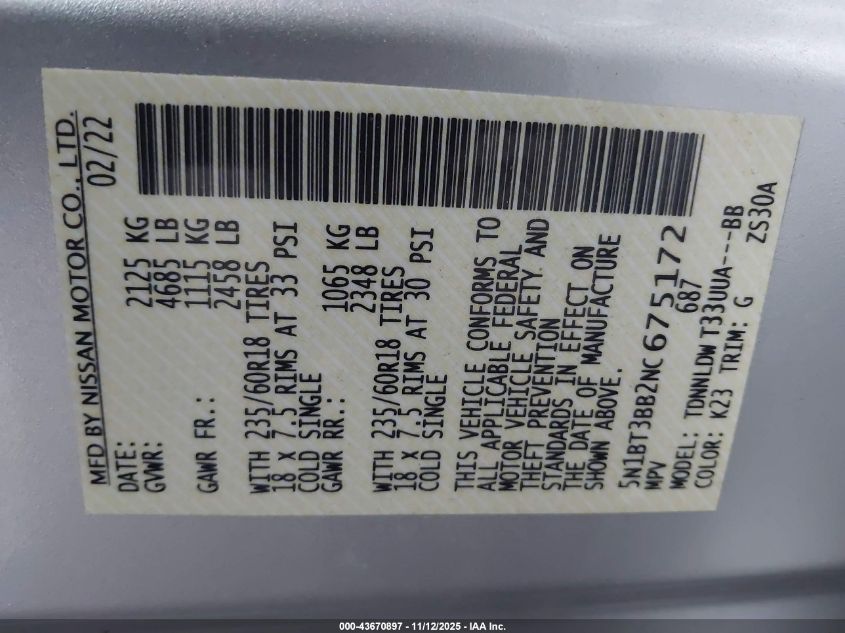 MFD BY NISSAN MOTOR CO., LTD.
DATE: 02/22
GVWR: 2125 KG
4685 LB
GAWR FR.: 1115 KG
2458 LB
WITH 235/60R18 TIRES
18 X 7.5 RIMS AT 33 PSI
COLD SINGLE
GAWR RR.: 1065 KG
2348 LB
WITH 235/60R18 TIRES
18 X 7.5 RIMS AT 30 PSI
COLD SINGLE
THIS VEHICLE CONFORMS TO
ALL APPLICABLE FEDERAL
MOTOR VEHICLE SAFETY AND
THEFT PREVENTION
STANDARDS IN EFFECT ON
THE DATE OF MANUFACTURE
SHOWN ABOVE.
5N1BT3BB2NC675172
MPV 687
MODEL: TDNNLDWT33UUA---BB
COLOR: K23 TRIM: G ZS30A
000-43670897 - 11/12/2025 - IAA Inc.